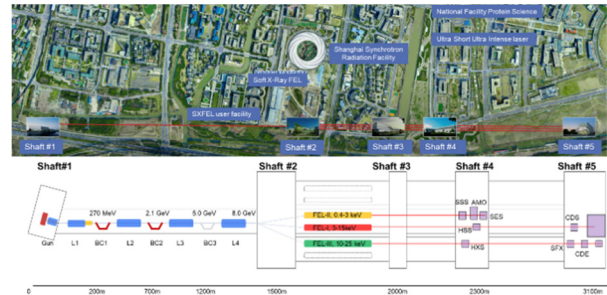 National Facility Protein Science
Ultra Short Ultra Intense laser
Shanghai Synchrotron
Radiation Facility
Soft X-Ray FEL
SXFEL user facility
Shaft #1
Shaft #2
Shaft #3
Shaft #4
Shaft #5
Shaft#1
Shaft #2
Shaft #3
Shaft #4
Shaft #5
270 MeV
2.1 GeV
5.0 GeV
8.0 GeV
Gun
L1
BC1
L2
BC2
L3
BC3
L4
FEL-II, 0.4-3 keV
FEL-I, 3-15keV
FEL-III, 10-25 keV
SSS
AMO
SES
HSS
HXS
CDS
SFX
CDE
0
200m
700m
1200m
1500m
2000m
2300m
3100m